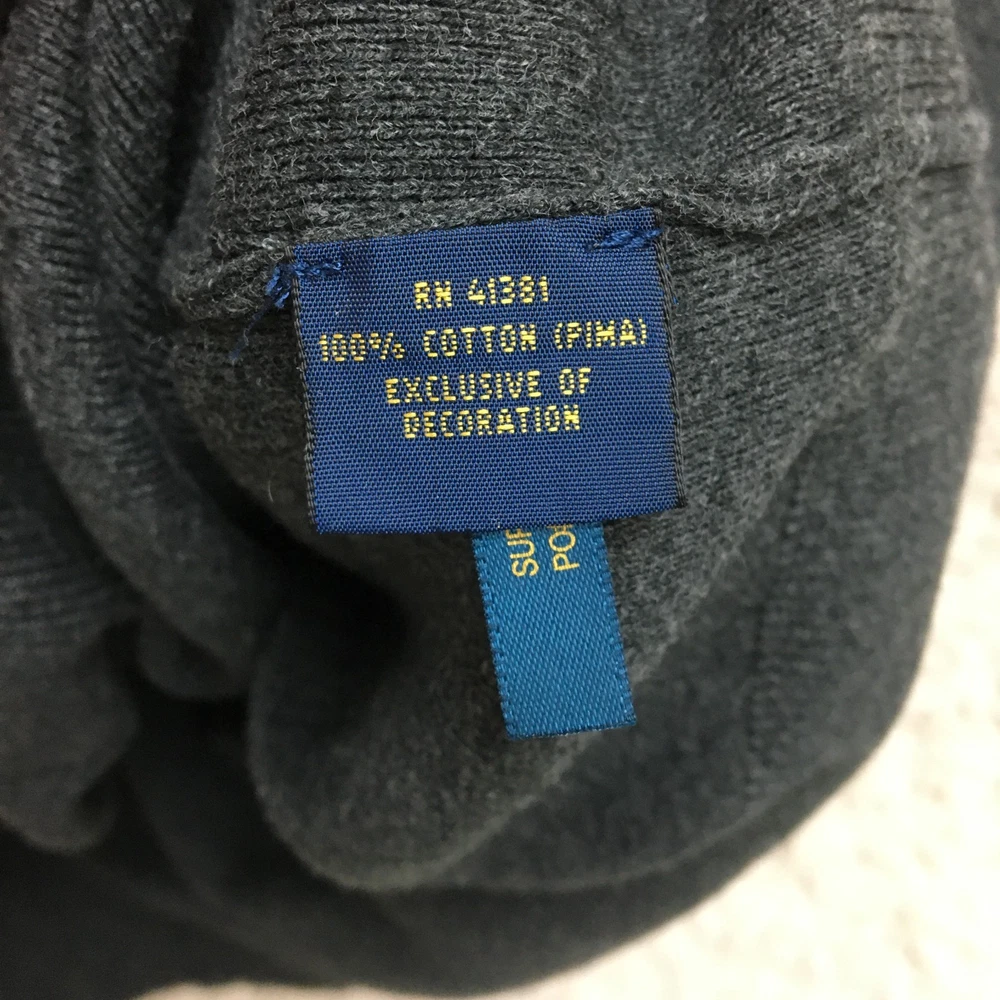 RN 41381
100% COTTON (PIMA)
EXCLUSIVE OF
DECORATION